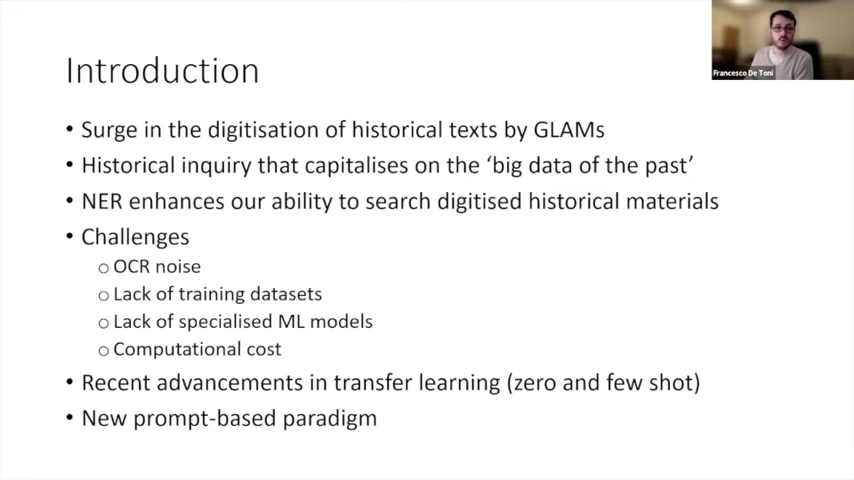 Introduction
• Surge in the digitisation of historical texts by GLAMs
• Historical inquiry that capitalises on the ‘big data of the past’
• NER enhances our ability to search digitised historical materials
• Challenges
o OCR noise
o Lack of training datasets
o Lack of specialised ML models
o Computational cost
• Recent advancements in transfer learning (zero and few shot)
• New prompt-based paradigm
Francesco De Toni